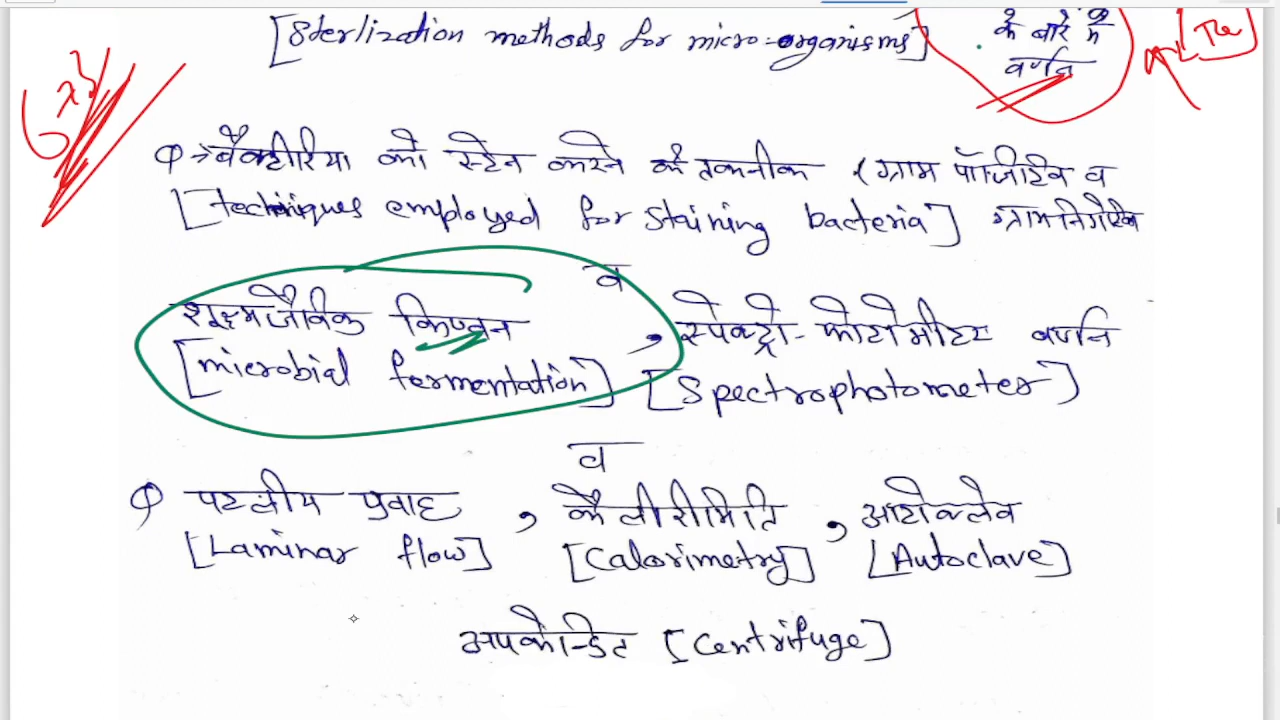 [Sterlization methods for micro-organisms]
के बारे में
वर्णन
Q → बैक्टीरिया को स्टेन करने के तकनीक (ग्राम पॉजिटिव व
[techniques employed for staining bacteria] ग्राम निगेटिव
व
शूक्ष्मजैविक किण्वन , स्पेक्ट्रो-फोटोमीटर वर्णन
[microbial fermentation] [Spectrophotometer]
व
Q पटलीय प्रवाह , कैलोरीमिति , आटोक्लेव
[Laminar flow] [Calorimetry] [Autoclave]
अपकेन्द्रित [Centrifuge]